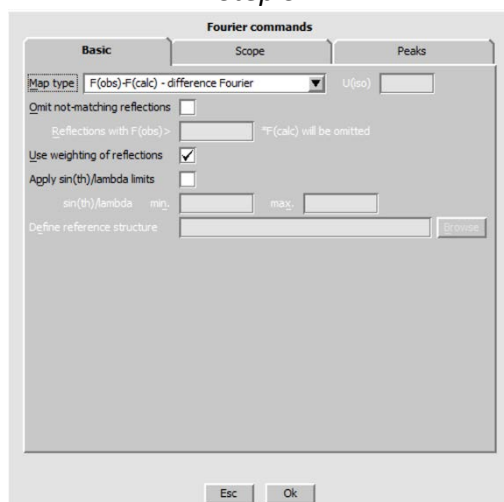 Fourier commands
Basic Scope Peaks
Map type F(obs)-F(calc) - difference Fourier U(iso)
Omit not-matching reflections
Reflections with F(obs)> *F(calc) will be omitted
Use weighting of reflections
Apply sin(th)/lambda limits
sin(th)/lambda min. max.
Define reference structure Browse
Esc Ok